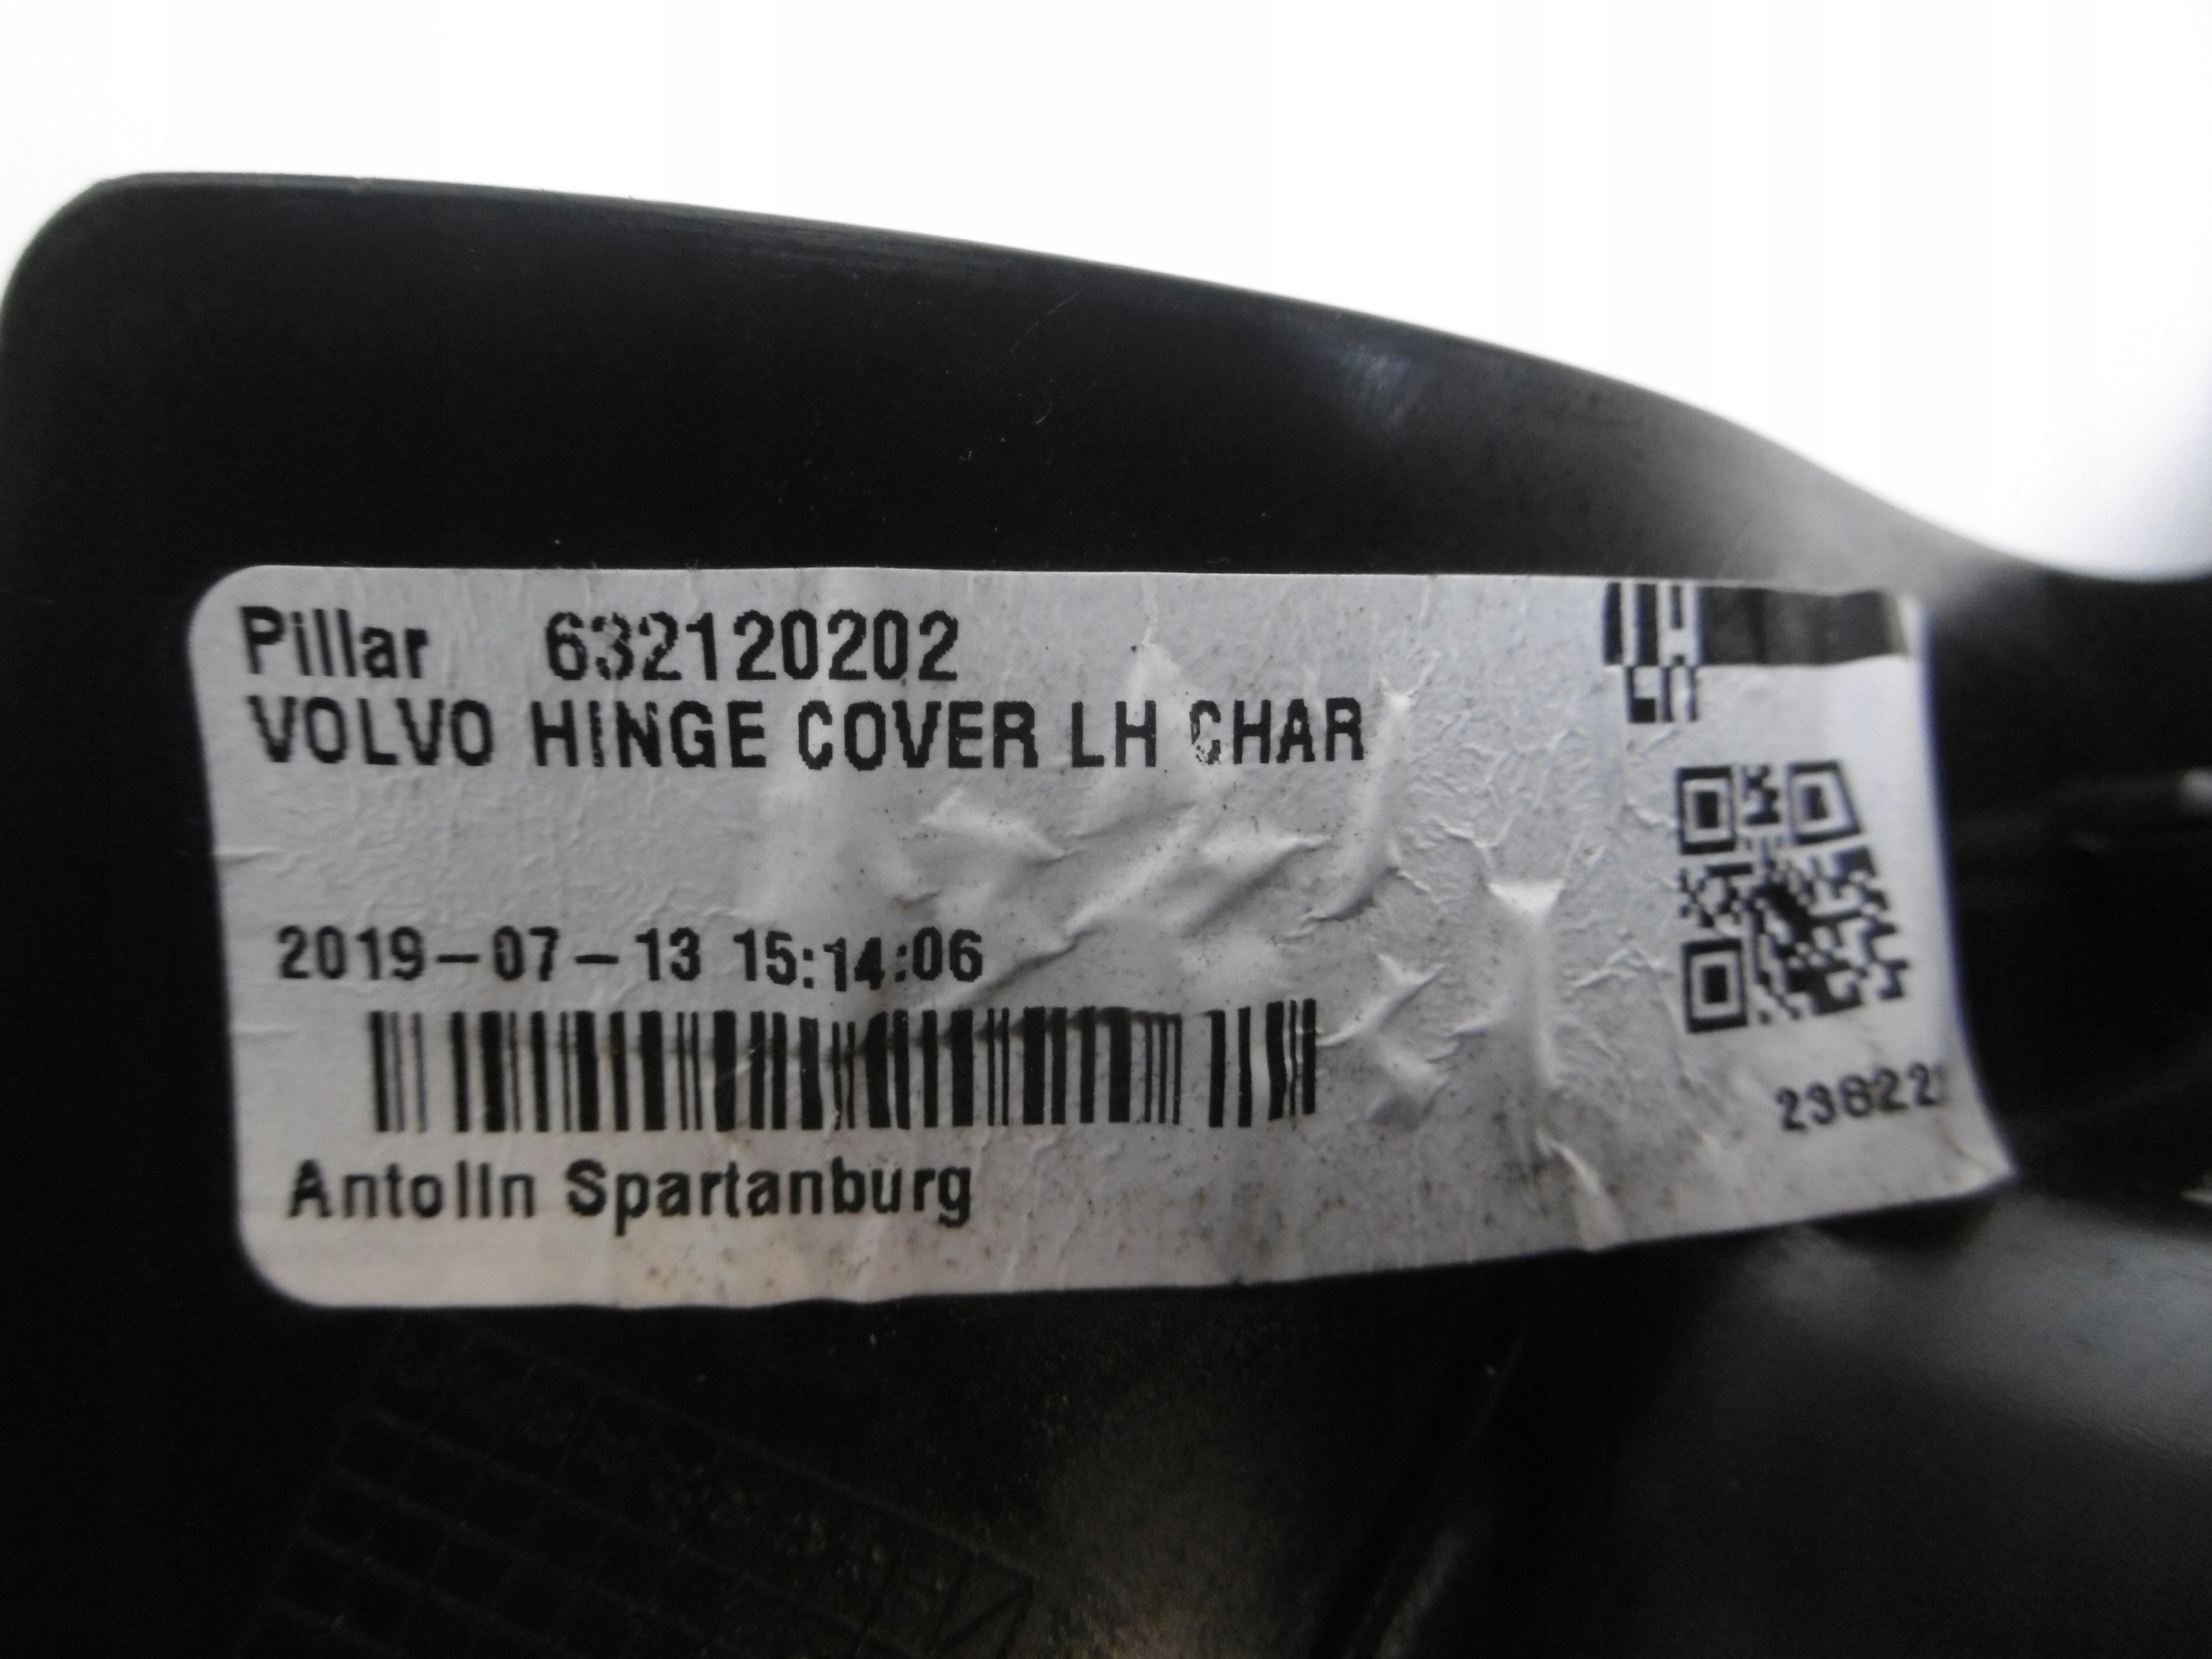 Pillar 632120202
VOLVO HINGE COVER LH CHAR
2019-07-13 15:14:06
Antolin Spartanburg